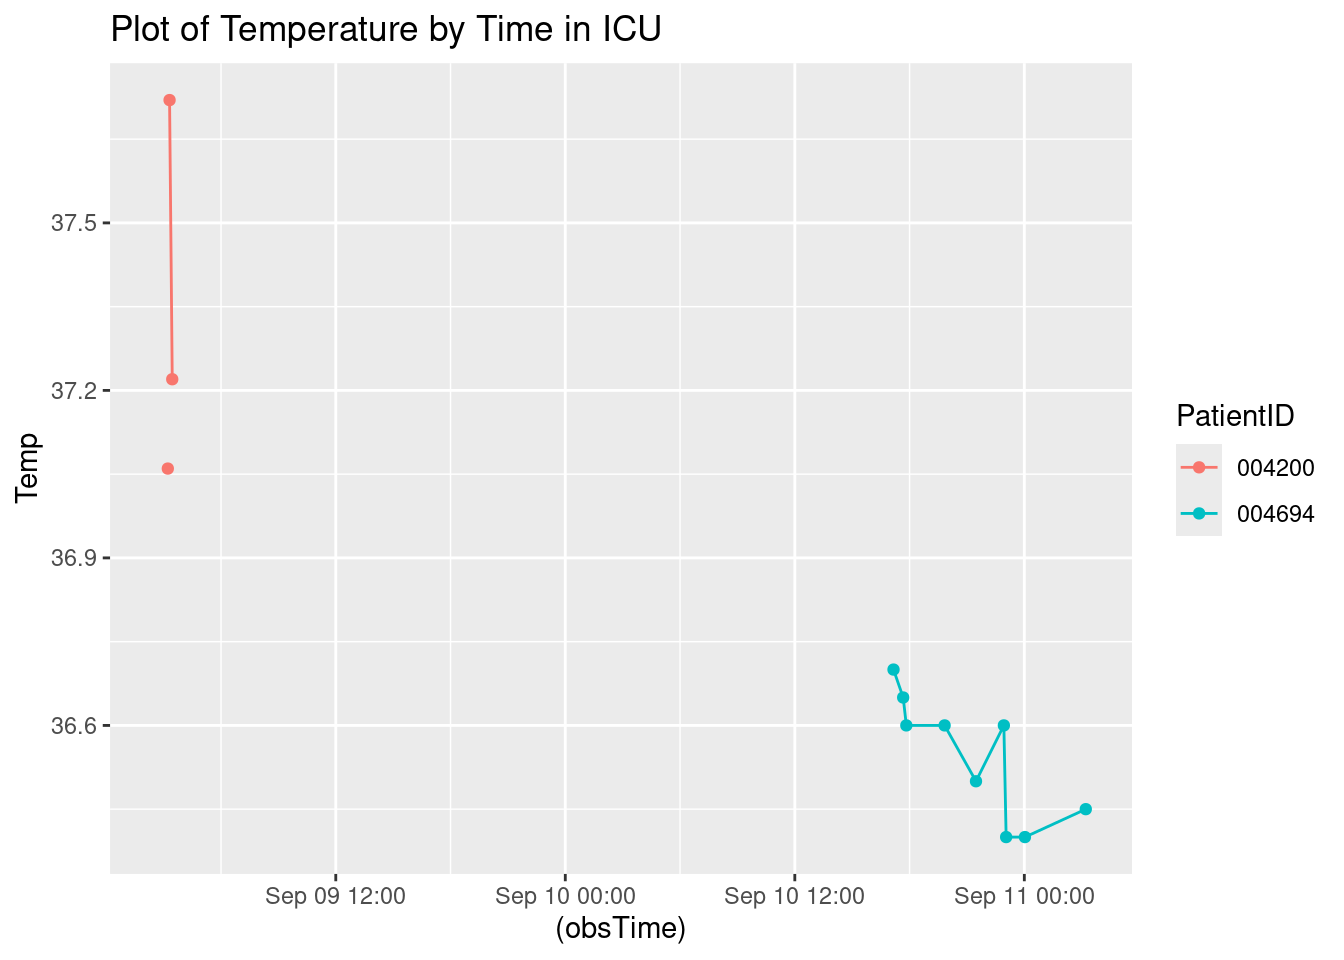 Plot of Temperature by Time in ICU
37.5
37.2
36.9
36.6
Temp
Sep 09 12:00
Sep 10 00:00
Sep 10 12:00
Sep 11 00:00
(obsTime)
PatientID
004200
004694